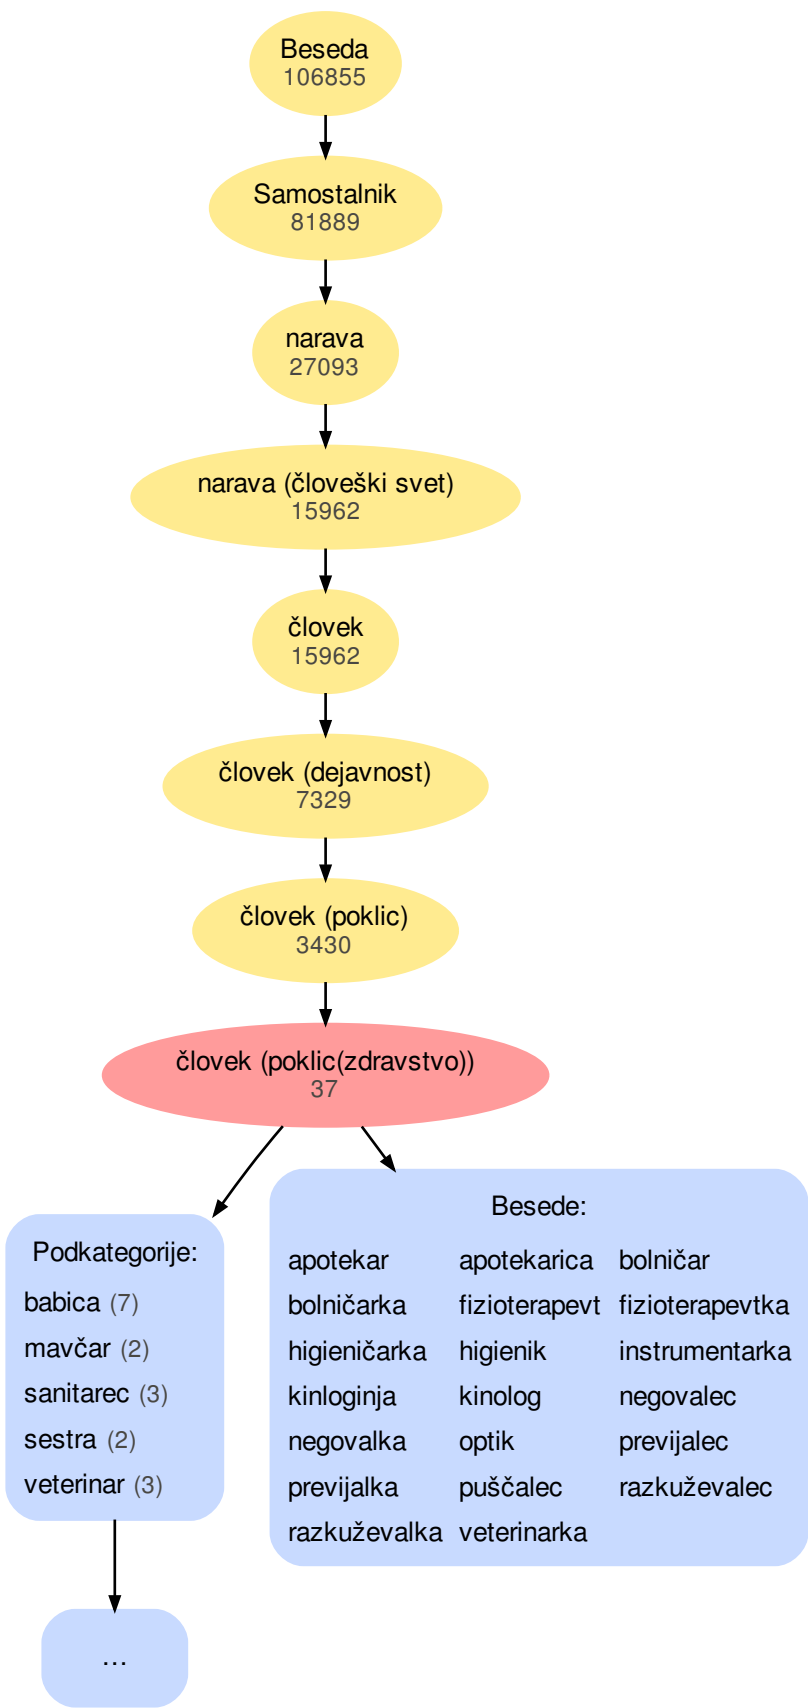 Beseda
106855
Samostalnik
81889
narava
27093
narava (človeški svet)
15962
človek
15962
človek (dejavnost)
7329
človek (poklic)
3430
človek (poklic(zdravstvo))
37
Podkategorije:
babica (7)
mavčar (2)
sanitarec (3)
sestra (2)
veterinar (3)
...
Besede:
apotekar apotekarica bolničar
bolničarka fizioterapevt fizioterapevtka
higieničarka higienik instrumentarka
kinloginja kinolog negovalec
negovalka optik previjalec
previjalka puščalec razkuževalec
razkuževalka veterinarka